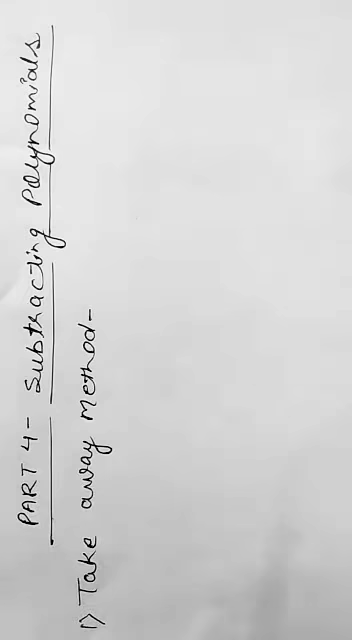 PART 4 - Subtracting Polynomials
1) Take away Method-